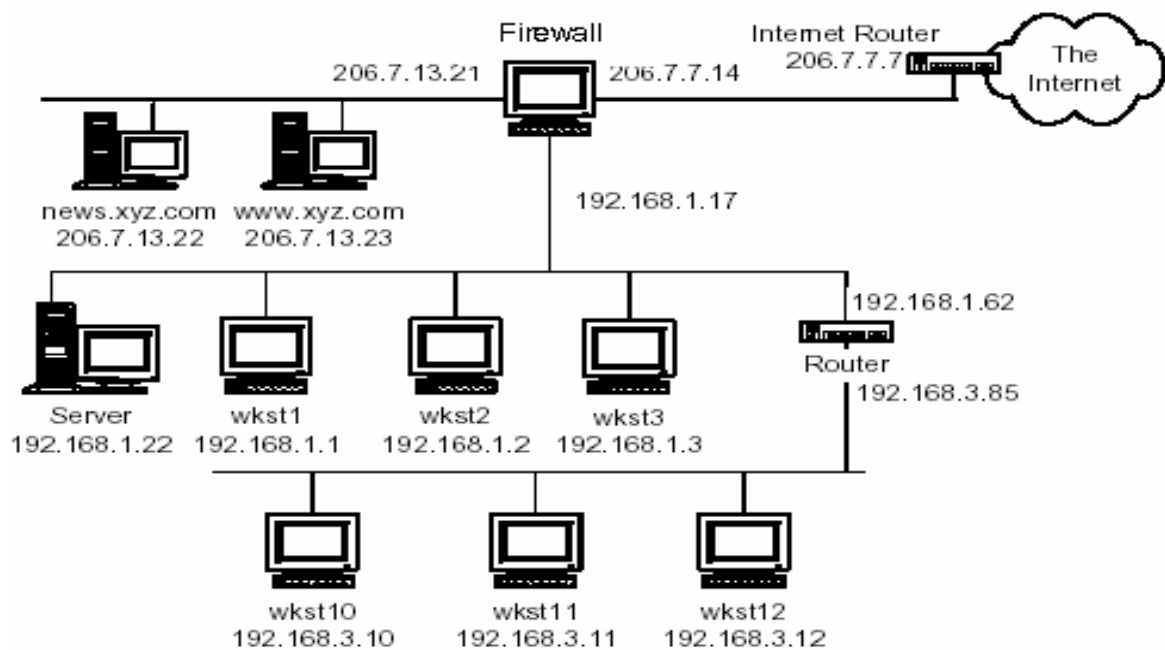 Firewall
Internet Router
206.7.7.7
The
Internet
206.7.13.21
206.7.7.14
news.xyz.com
206.7.13.22
www.xyz.com
206.7.13.23
192.168.1.17
192.168.1.62
Router
192.168.3.85
Server
192.168.1.22
wkst1
192.168.1.1
wkst2
192.168.1.2
wkst3
192.168.1.3
wkst10
192.168.3.10
wkst11
192.168.3.11
wkst12
192.168.3.12